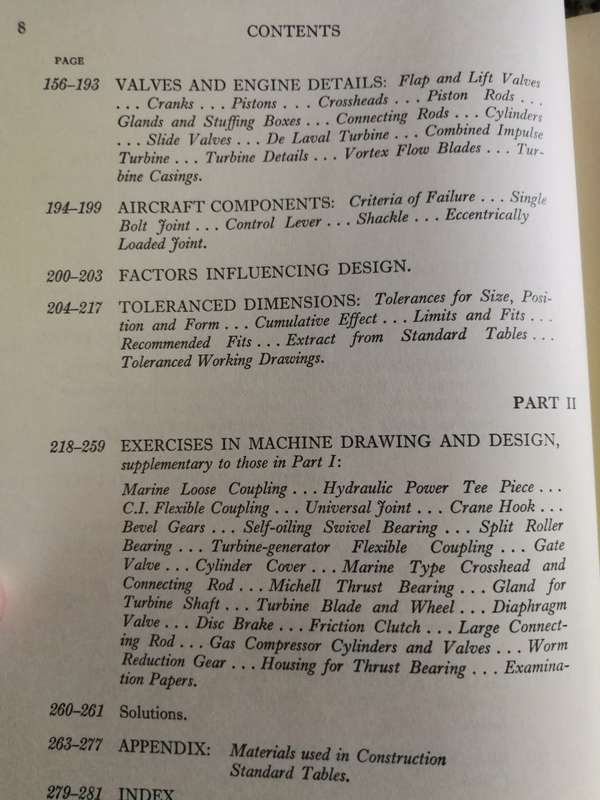 8
CONTENTS
PAGE
156–193 VALVES AND ENGINE DETAILS: Flap and Lift Valves
. . . Cranks . . . Pistons . . . Crossheads . . . Piston Rods . . .
Glands and Stuffing Boxes . . . Connecting Rods . . . Cylinders
. . . Slide Valves . . . De Laval Turbine . . . Combined Impulse
Turbine . . . Turbine Details . . . Vortex Flow Blades . . . Tur-
bine Casings.
194–199 AIRCRAFT COMPONENTS: Criteria of Failure . . . Single
Bolt Joint . . . Control Lever . . . Shackle . . . Eccentrically
Loaded Joint.
200–203 FACTORS INFLUENCING DESIGN.
204–217 TOLERANCED DIMENSIONS: Tolerances for Size, Posi-
tion and Form . . . Cumulative Effect . . . Limits and Fits . . .
Recommended Fits . . . Extract from Standard Tables . . .
Toleranced Working Drawings.
PART II
218–259 EXERCISES IN MACHINE DRAWING AND DESIGN,
supplementary to those in Part I:
Marine Loose Coupling . . . Hydraulic Power Tee Piece . . .
C.I. Flexible Coupling . . . Universal Joint . . . Crane Hook . . .
Bevel Gears . . . Self-oiling Swivel Bearing . . . Split Roller
Bearing . . . Turbine-generator Flexible Coupling . . . Gate
Valve . . . Cylinder Cover . . . Marine Type Crosshead and
Connecting Rod . . . Michell Thrust Bearing . . . Gland for
Turbine Shaft . . . Turbine Blade and Wheel . . . Diaphragm
Valve . . . Disc Brake . . . Friction Clutch . . . Large Connect-
ing Rod . . . Gas Compressor Cylinders and Valves . . . Worm
Reduction Gear . . . Housing for Thrust Bearing . . . Examina-
tion Papers.
260–261 Solutions.
263–277 APPENDIX: Materials used in Construction
Standard Tables.
279–281 INDEX